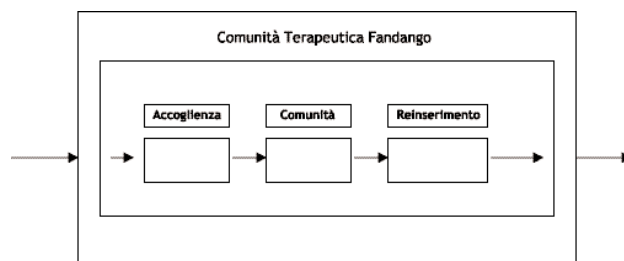 Comunità Terapeutica Fandango
Accoglienza
Comunità
Reinserimento